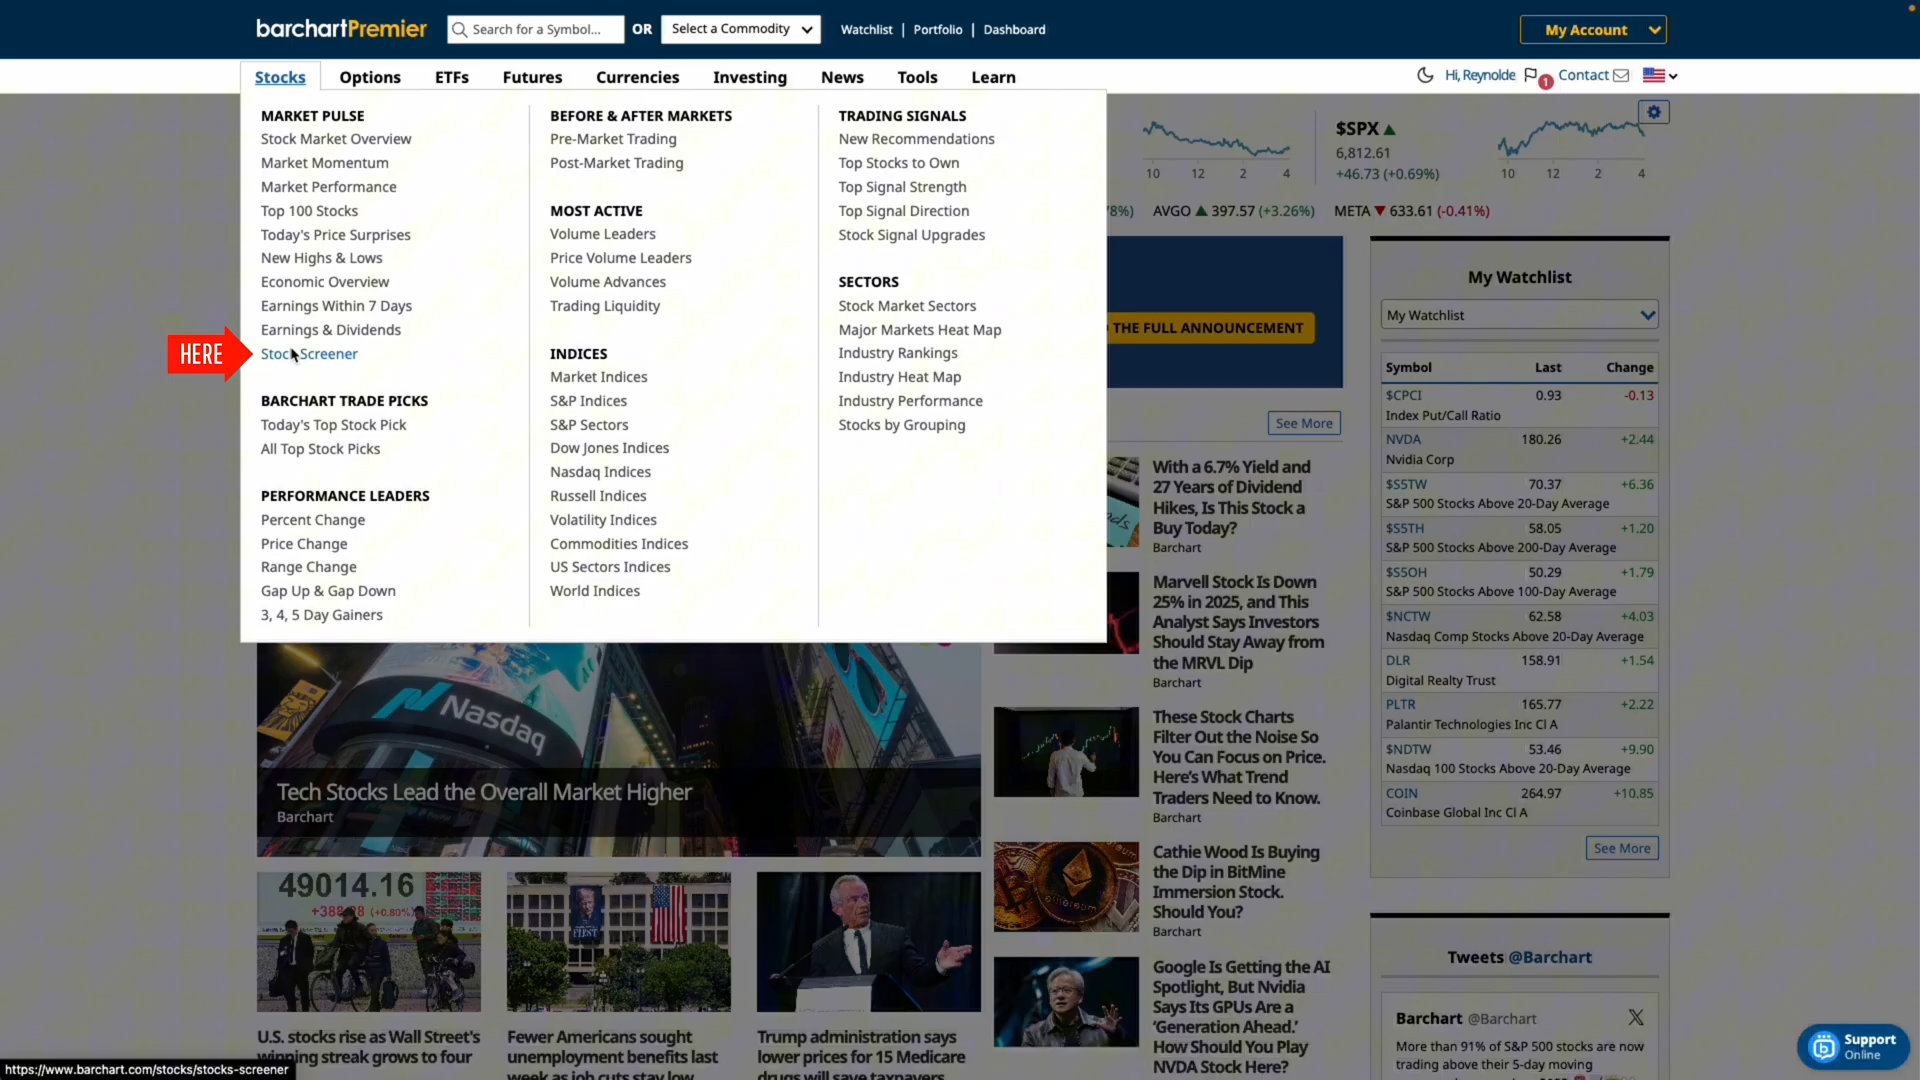 barchartPremier
Search for a Symbol...
OR
Select a Commodity
Watchlist | Portfolio | Dashboard
My Account
Stocks
Options
ETFs
Futures
Currencies
Investing
News
Tools
Learn
Hi, Reynolde
1
Contact
MARKET PULSE
Stock Market Overview
Market Momentum
Market Performance
Top 100 Stocks
Today's Price Surprises
New Highs & Lows
Economic Overview
Earnings Within 7 Days
Earnings & Dividends
HERE
Stock Screener
BARCHART TRADE PICKS
Today's Top Stock Pick
All Top Stock Picks
PERFORMANCE LEADERS
Percent Change
Price Change
Range Change
Gap Up & Gap Down
3, 4, 5 Day Gainers
BEFORE & AFTER MARKETS
Pre-Market Trading
Post-Market Trading
MOST ACTIVE
Volume Leaders
Price Volume Leaders
Volume Advances
Trading Liquidity
INDICES
Market Indices
S&P Indices
S&P Sectors
Dow Jones Indices
Nasdaq Indices
Russell Indices
Volatility Indices
Commodities Indices
US Sectors Indices
World Indices
TRADING SIGNALS
New Recommendations
Top Stocks to Own
Top Signal Strength
Top Signal Direction
Stock Signal Upgrades
SECTORS
Stock Market Sectors
Major Markets Heat Map
Industry Rankings
Industry Heat Map
Industry Performance
Stocks by Grouping
10 12 2 4
$SPX ▲
6,812.61
+46.73 (+0.69%)
10 12 2 4
AVGO ▲ 397.57 (+3.26%)
META ▼ 633.61 (-0.41%)
THE FULL ANNOUNCEMENT
See More
With a 6.7% Yield and
27 Years of Dividend
Hikes, Is This Stock a
Buy Today?
Barchart
Marvell Stock Is Down
25% in 2025, and This
Analyst Says Investors
Should Stay Away from
the MRVL Dip
Barchart
These Stock Charts
Filter Out the Noise So
You Can Focus on Price.
Here's What Trend
Traders Need to Know.
Barchart
Cathie Wood Is Buying
the Dip in BitMine
Immersion Stock.
Should You?
Barchart
Google Is Getting the AI
Spotlight, But Nvidia
Says Its GPUs Are a
'Generation Ahead.'
How Should You Play
NVDA Stock Here?
My Watchlist
My Watchlist
Symbol Last Change
$CPCI 0.93 -0.13
Index Put/Call Ratio
NVDA 180.26 +2.44
Nvidia Corp
$S5TW 70.37 +6.36
S&P 500 Stocks Above 20-Day Average
$S5TH 58.05 +1.20
S&P 500 Stocks Above 200-Day Average
$S5OH 50.29 +1.79
S&P 500 Stocks Above 100-Day Average
$NCTW 62.58 +4.03
Nasdaq Comp Stocks Above 20-Day Average
DLR 158.91 +1.54
Digital Realty Trust
PLTR 165.77 +2.22
Palantir Technologies Inc Cl A
$NDTW 53.46 +9.90
Nasdaq 100 Stocks Above 20-Day Average
COIN 264.97 +10.85
Coinbase Global Inc Cl A
See More
Tweets @Barchart
Barchart @Barchart
More than 91% of S&P 500 stocks are now
trading above their 5-day moving
Support
Online
Nasdaq
Tech Stocks Lead the Overall Market Higher
Barchart
49014.16
U.S. stocks rise as Wall Street's
winning streak grows to four
Fewer Americans sought
unemployment benefits last
week as job cuts stay low
Trump administration says
lower prices for 15 Medicare
drugs will save taxpayers
https://www.barchart.com/stocks/stocks-screener